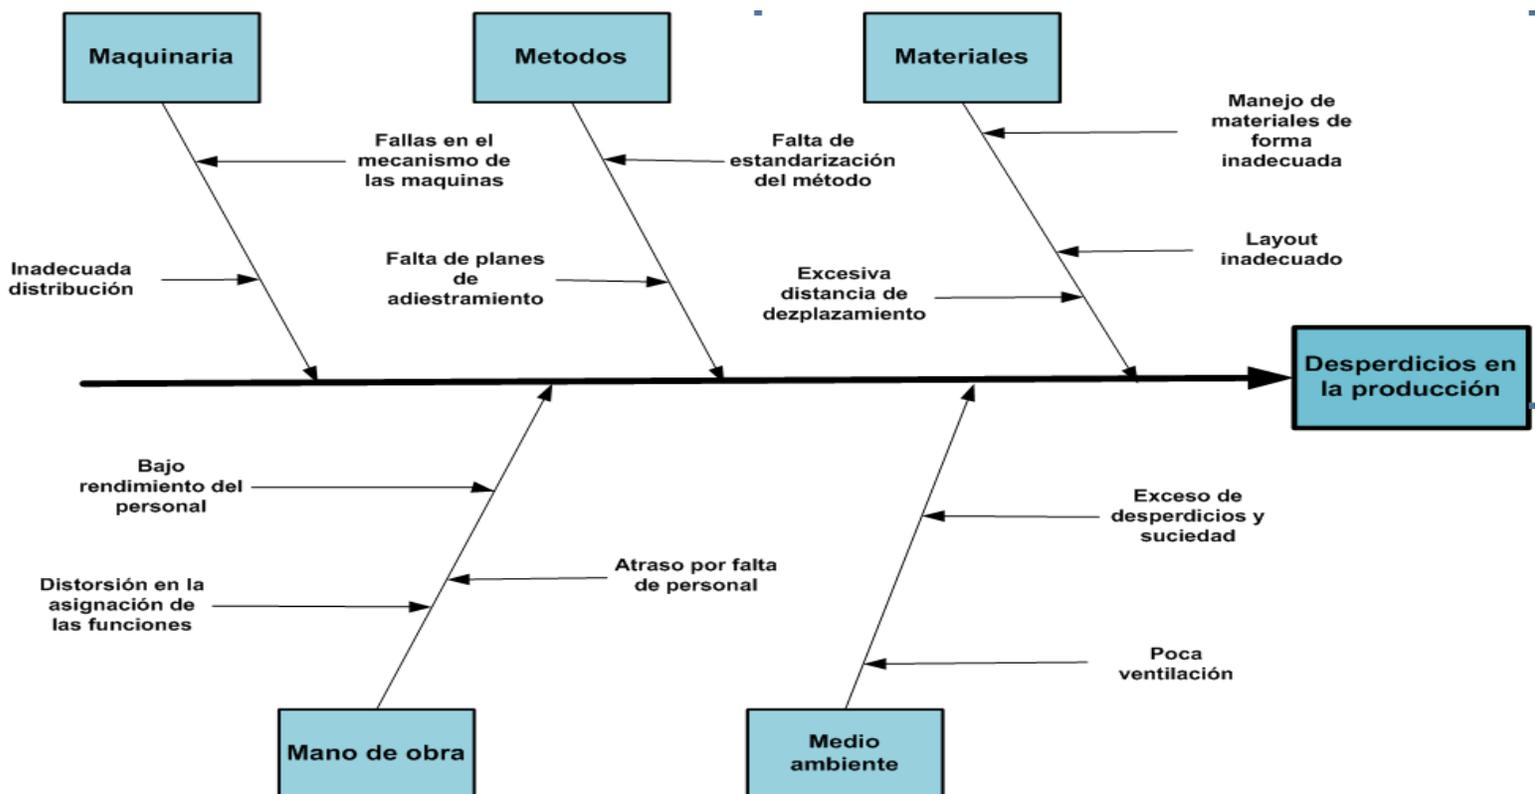 Maquinaria
Metodos
Materiales
Fallas en el
mecanismo de
las maquinas
Falta de
estandarización
del método
Manejo de
materiales de
forma
inadecuada
Inadecuada
distribución
Falta de planes
de
adiestramiento
Excesiva
distancia de
dezplazamiento
Layout
inadecuado
Desperdicios en
la producción
Bajo
rendimiento del
personal
Distorsión en la
asignación de
las funciones
Atraso por falta
de personal
Exceso de
desperdicios y
suciedad
Poca
ventilación
Mano de obra
Medio
ambiente